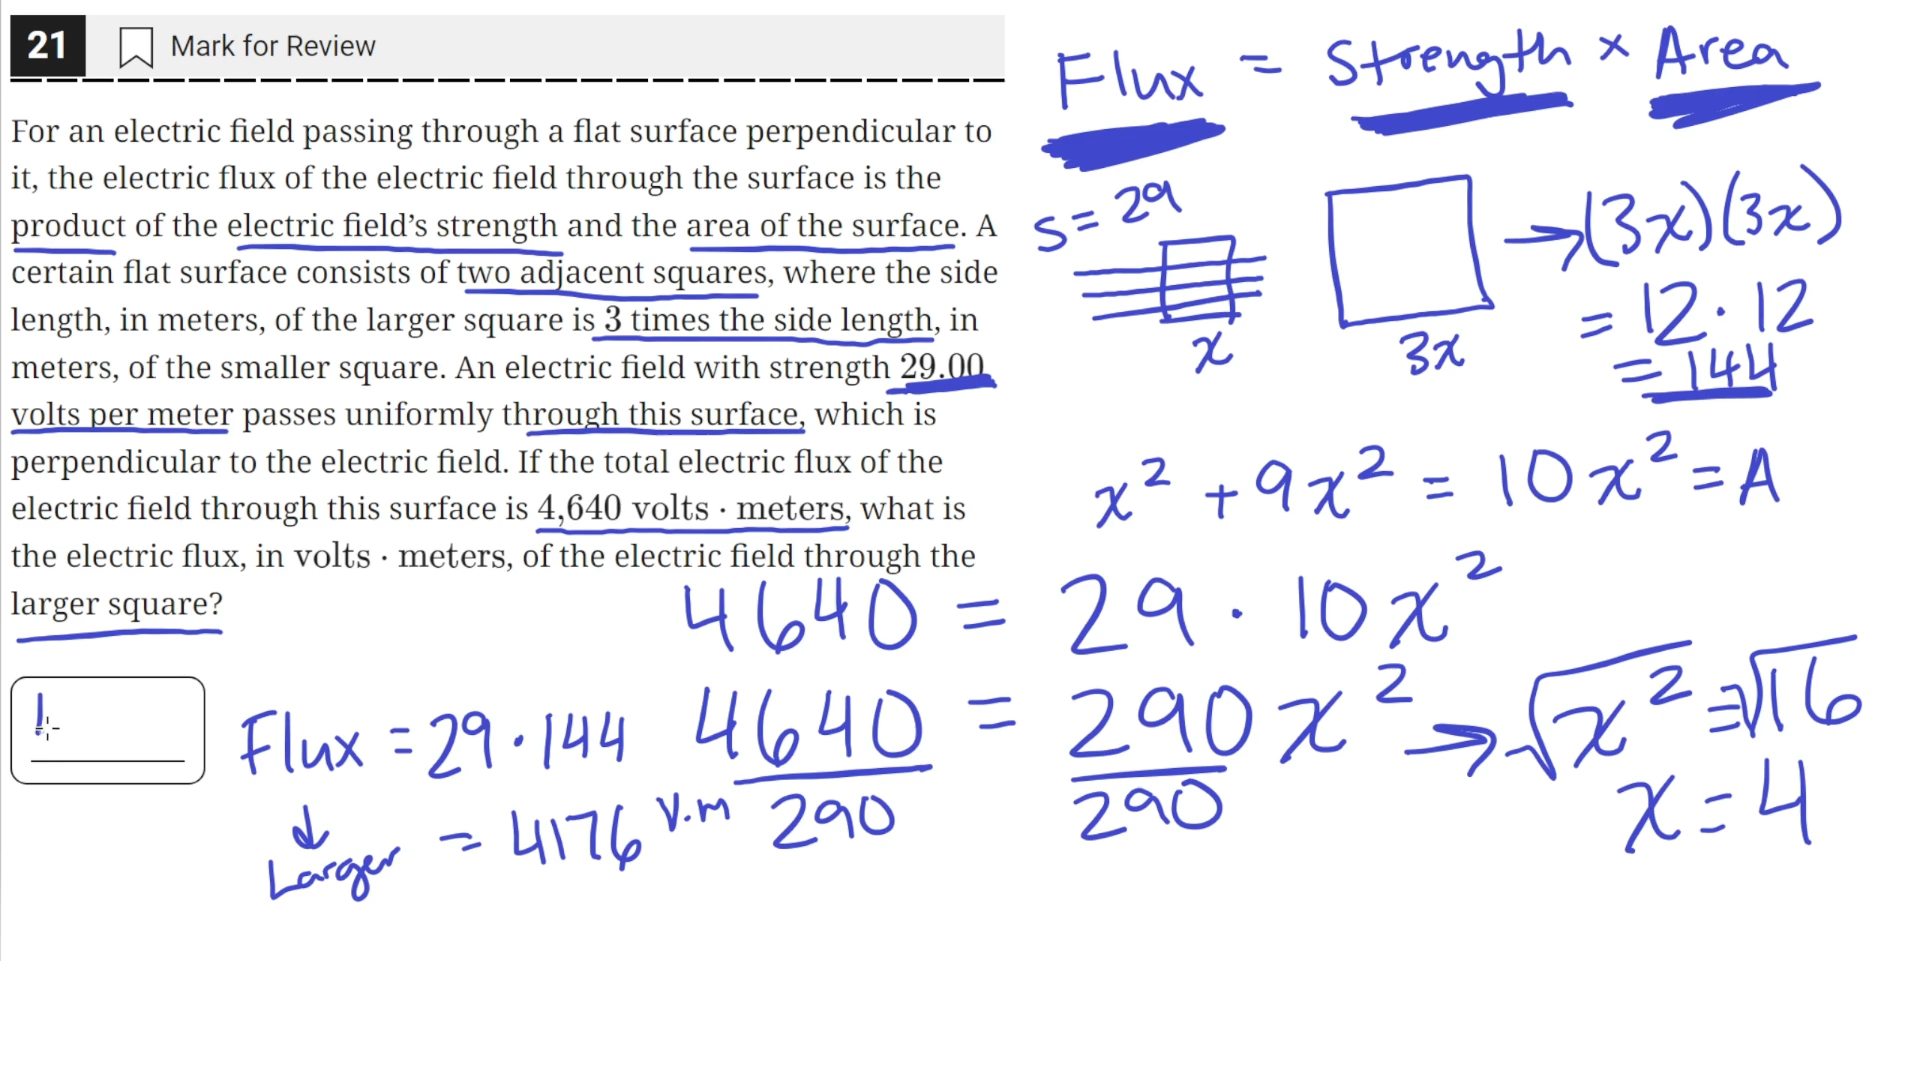 21 Mark for Review
For an electric field passing through a flat surface perpendicular to
it, the electric flux of the electric field through the surface is the
product of the electric field’s strength and the area of the surface. A
certain flat surface consists of two adjacent squares, where the side
length, in meters, of the larger square is 3 times the side length, in
meters, of the smaller square. An electric field with strength 29.00
volts per meter passes uniformly through this surface, which is
perpendicular to the electric field. If the total electric flux of the
electric field through this surface is 4,640 volts · meters, what is
the electric flux, in volts · meters, of the electric field through the
larger square?
Flux = Strength × Area
S = 29
x
3x
(3x)(3x)
= 12 · 12
= 144
x² + 9x² = 10x² = A
4640 = 29 · 10x²
4640 = 290x² → √x² = √16
290 290
x = 4
Flux = 29 · 144
↓
Larger
= 4176 V.m